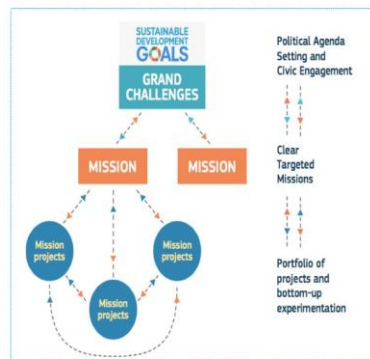 SUSTAINABLE
DEVELOPMENT
GOALS
GRAND
CHALLENGES
MISSION
MISSION
Mission
projects
Mission
projects
Mission
projects
Political Agenda
Setting and
Civic Engagement
Clear
Targeted
Missions
Portfolio of
projects and
bottom-up
experimentation